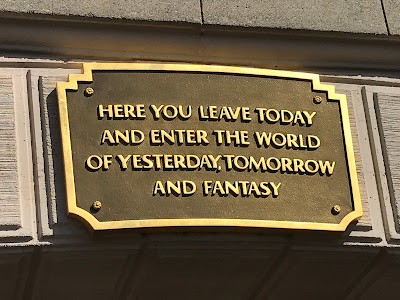 HERE YOU LEAVE TODAY
AND ENTER THE WORLD
OF YESTERDAY, TOMORROW
AND FANTASY